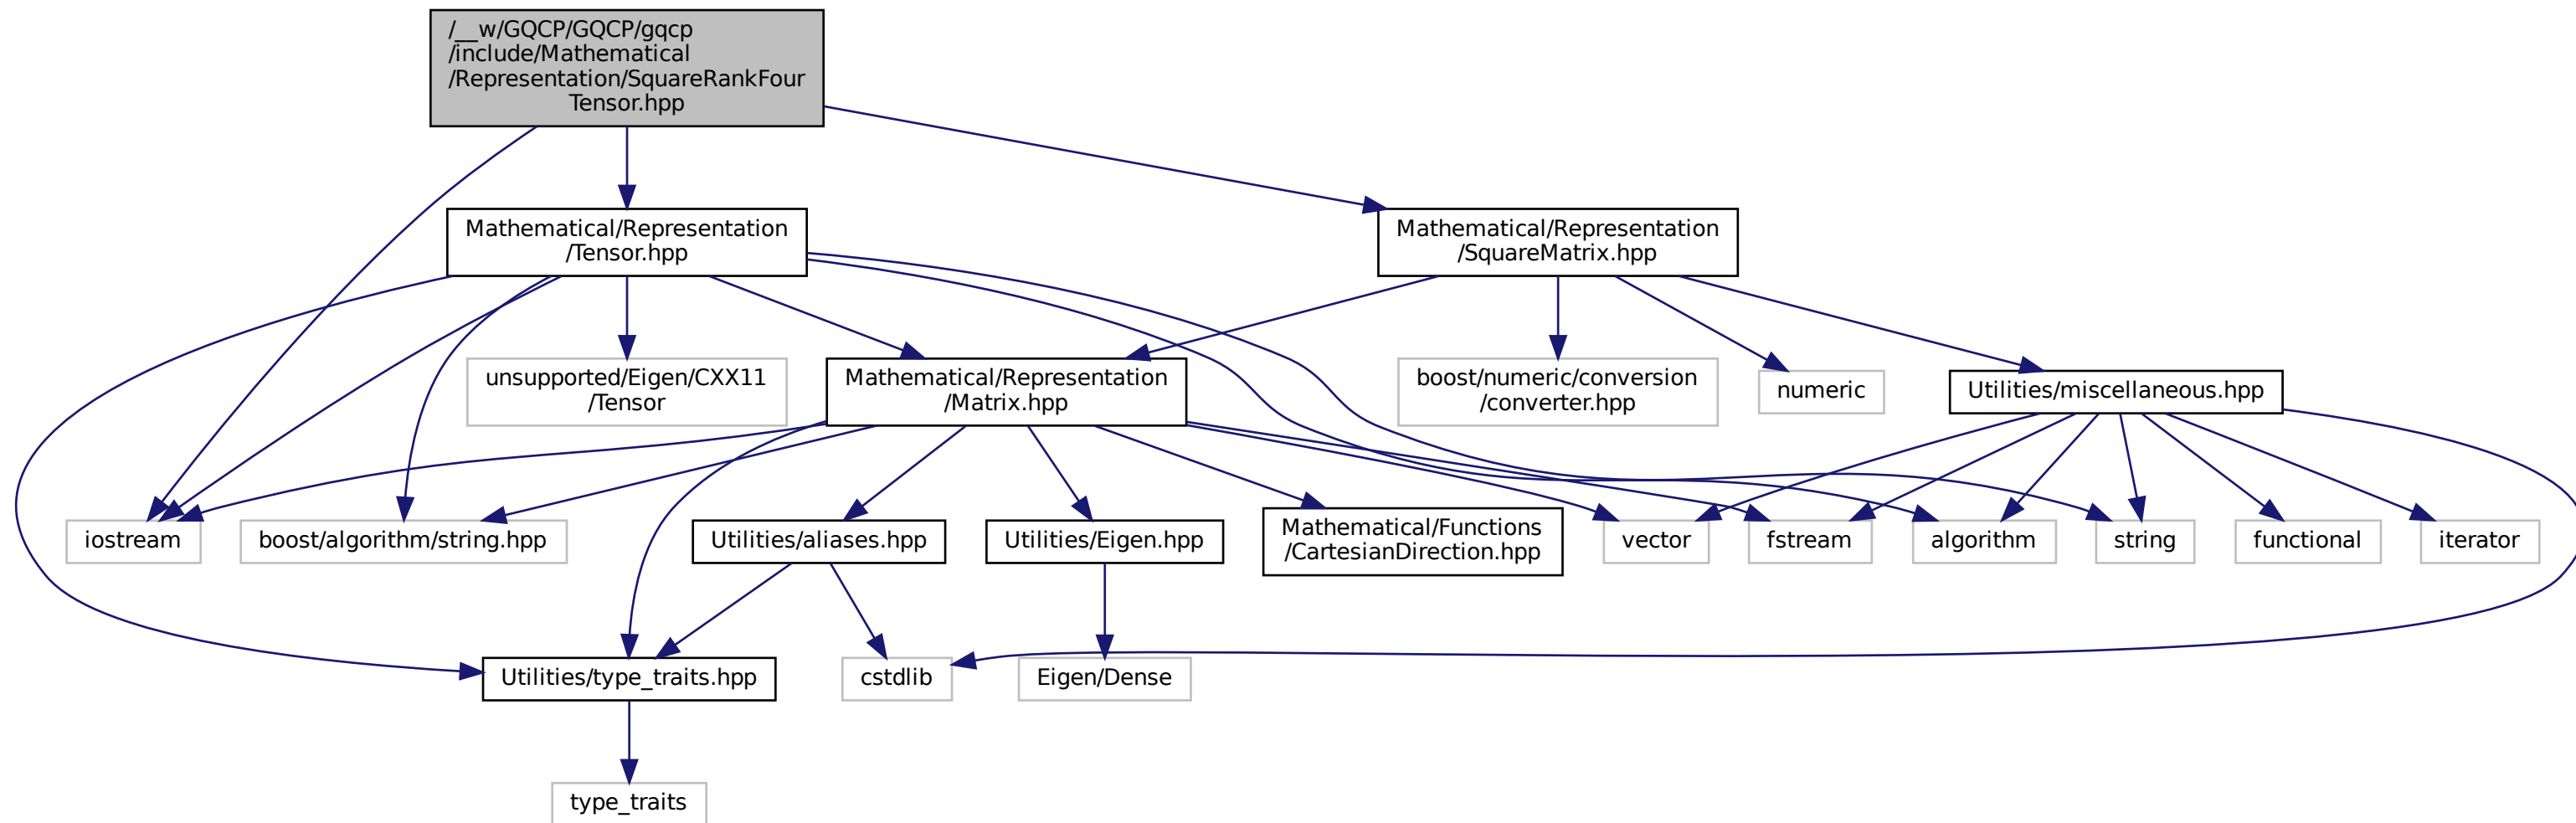 /__w/GQCP/GQCP/gqcp
/include/Mathematical
/Representation/SquareRankFour
Tensor.hpp
Mathematical/Representation
/Tensor.hpp
Mathematical/Representation
/SquareMatrix.hpp
unsupported/Eigen/CXX11
/Tensor
Mathematical/Representation
/Matrix.hpp
boost/numeric/conversion
/converter.hpp
numeric
Utilities/miscellaneous.hpp
iostream
boost/algorithm/string.hpp
Utilities/aliases.hpp
Utilities/Eigen.hpp
Mathematical/Functions
/CartesianDirection.hpp
vector
fstream
algorithm
string
functional
iterator
Utilities/type_traits.hpp
cstdlib
Eigen/Dense
type_traits